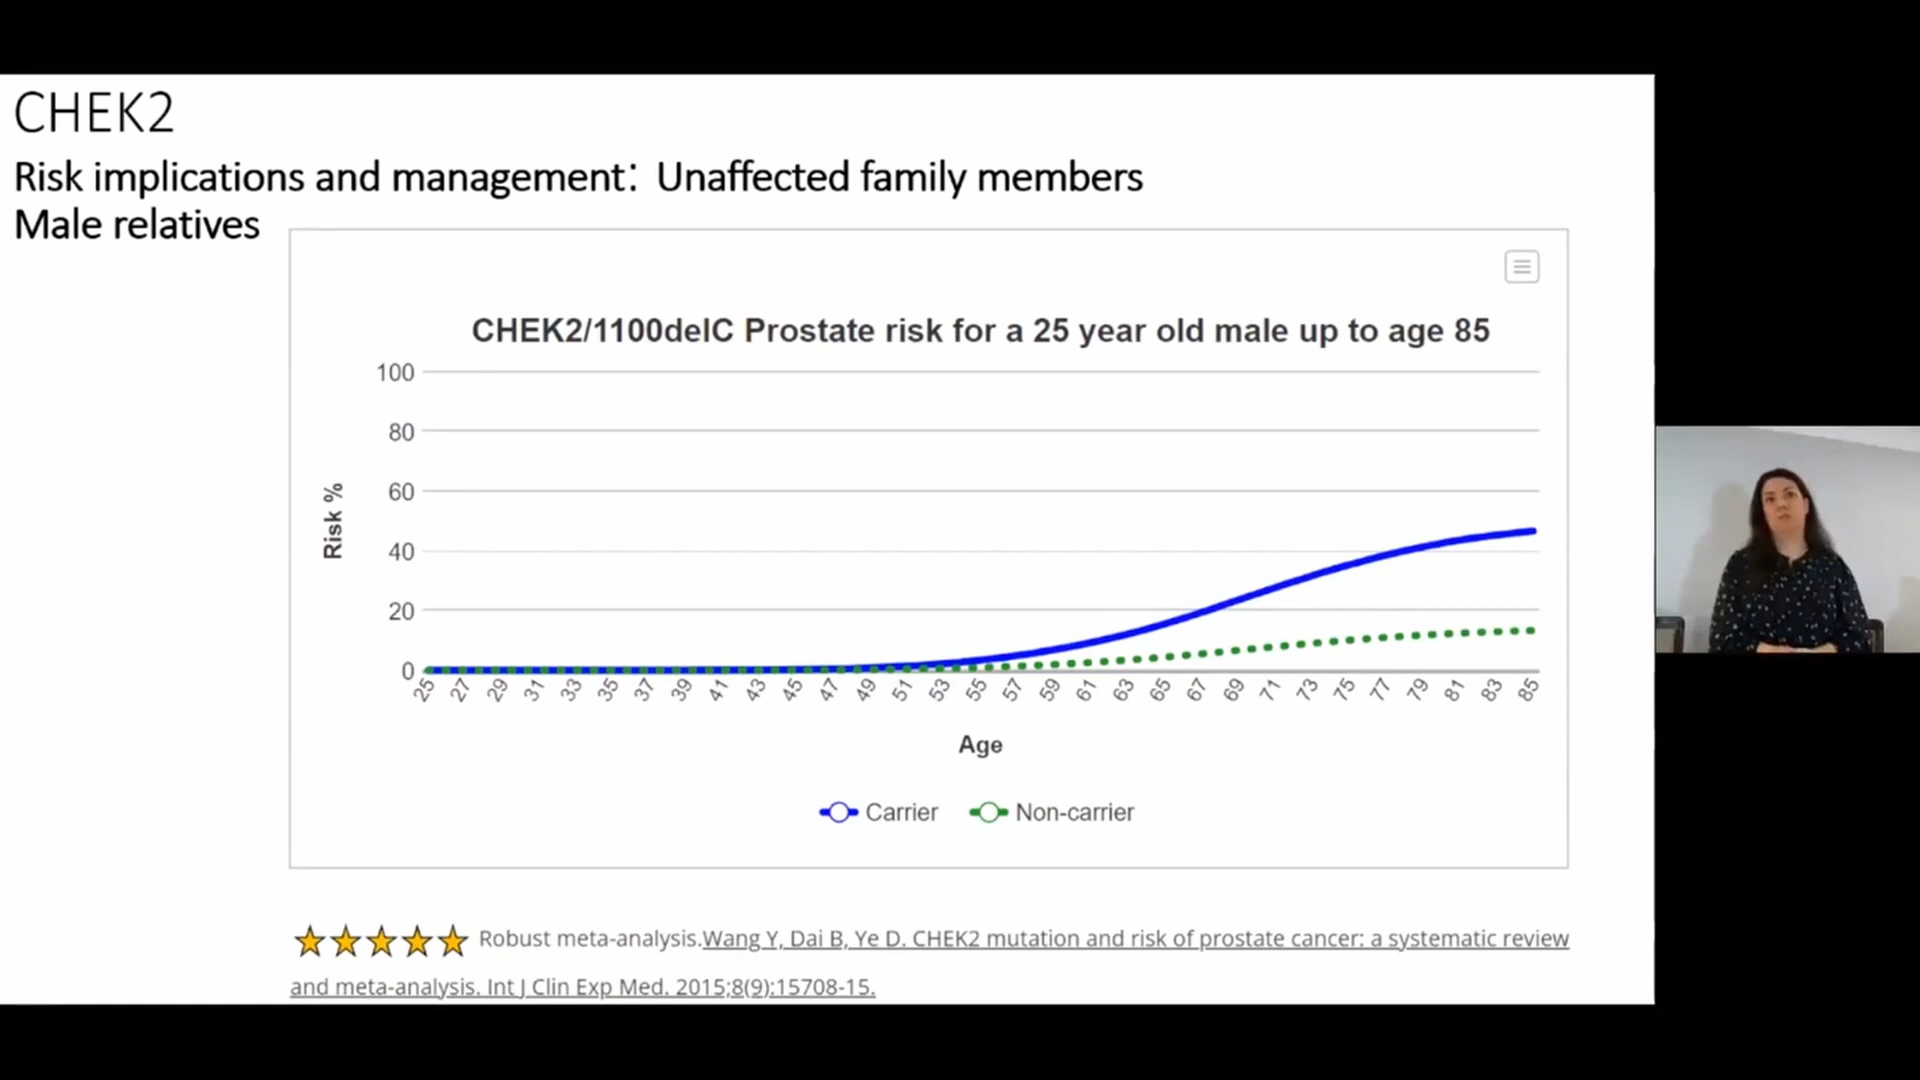 CHEK2
Risk implications and management: Unaffected family members
Male relatives
CHEK2/1100delC Prostate risk for a 25 year old male up to age 85
100
80
60
40
20
0
Risk %
25 27 29 31 33 35 37 39 41 43 45 47 49 51 53 55 57 59 61 63 65 67 69 71 73 75 77 79 81 83 85
Age
Carrier Non-carrier
Robust meta-analysis.Wang Y, Dai B, Ye D. CHEK2 mutation and risk of prostate cancer: a systematic review
and meta-analysis. Int J Clin Exp Med. 2015;8(9):15708-15.